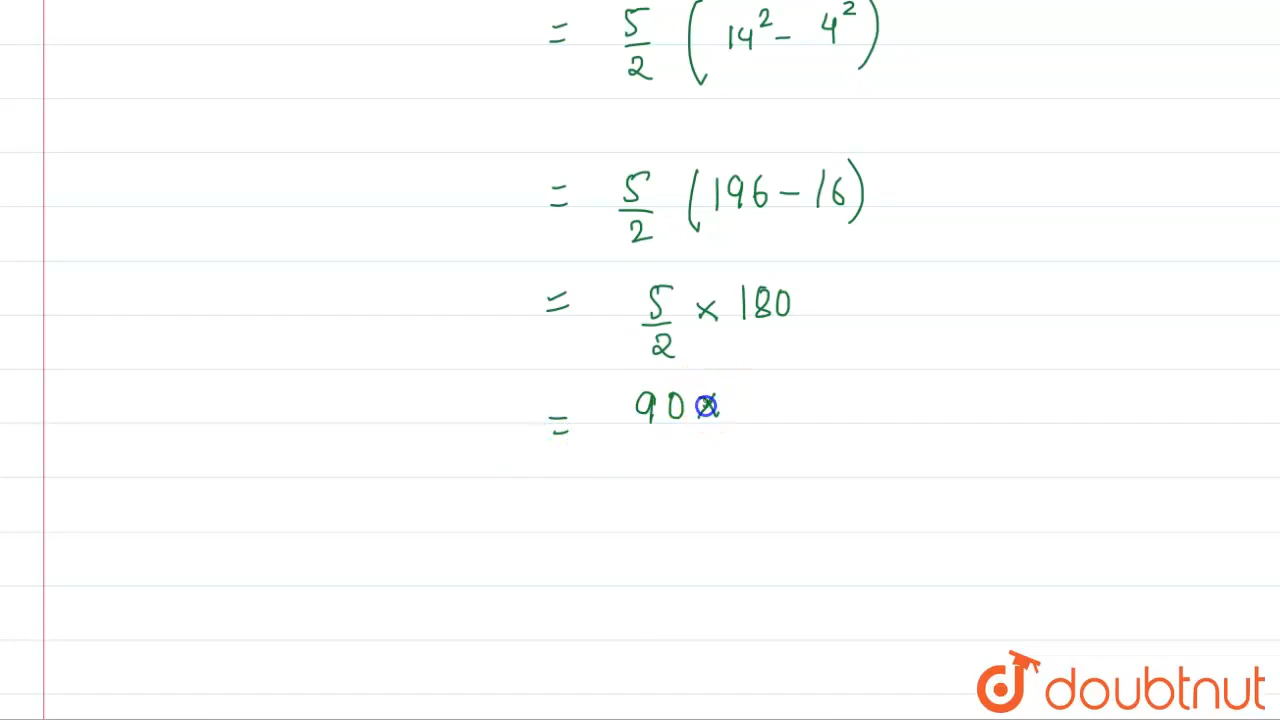 = 5/2 (14² - 4²)
= 5/2 (196 - 16)
= 5/2 × 180
= 90 ×
doubtnut